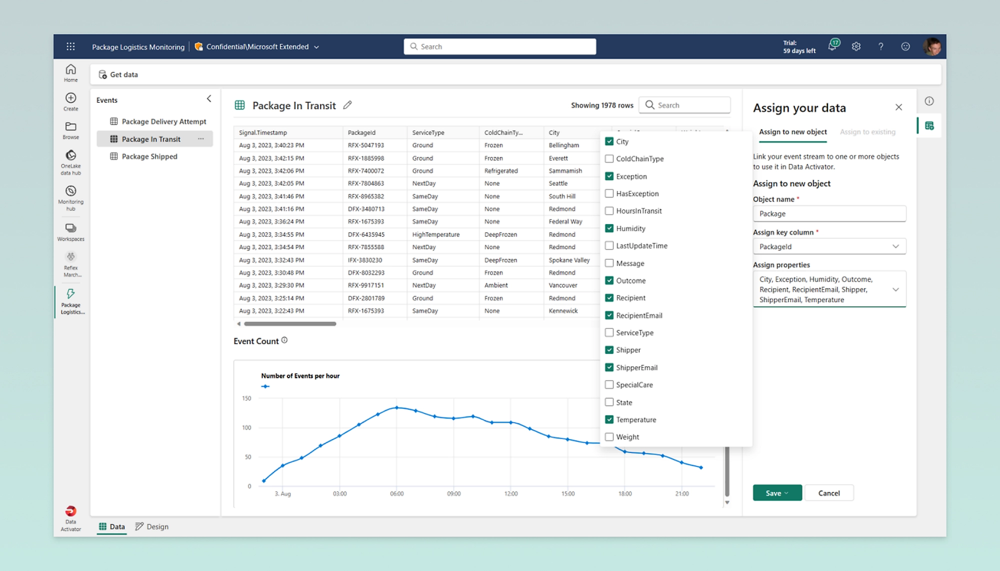 Package Logistics Monitoring
Confidential\Microsoft Extended
Search
Trial:
59 days left
17
Home
Create
Browse
OneLake
data hub
Monitoring
hub
Workspaces
Reflex
March...
Package
Logistics...
Data
Activator
Get data
Events
Package Delivery Attempt
Package In Transit
Package Shipped
Package In Transit
Showing 1978 rows
Search
Signal.Timestamp PackageId ServiceType ColdChainTy... City
Aug 3, 2023, 3:40:23 PM RFX-5047193 Ground Frozen Bellingham
Aug 3, 2023, 3:42:15 PM RFX-1885998 Ground Frozen Everett
Aug 3, 2023, 3:42:06 PM RFX-7400072 Ground Refrigerated Sammamish
Aug 3, 2023, 3:42:05 PM RFX-7804863 NextDay None Seattle
Aug 3, 2023, 3:41:46 PM RFX-8965382 SameDay None South Hill
Aug 3, 2023, 3:41:16 PM DFX-3480713 SameDay None Redmond
Aug 3, 2023, 3:36:24 PM RFX-1675393 SameDay None Federal Way
Aug 3, 2023, 3:34:55 PM DFX-6435945 HighTemperature DeepFrozen Redmond
Aug 3, 2023, 3:34:54 PM RFX-7855588 NextDay None Redmond
Aug 3, 2023, 3:32:43 PM IFX-3830230 SameDay DeepFrozen Spokane Valley
Aug 3, 2023, 3:30:48 PM DFX-8032293 Ground Frozen Redmond
Aug 3, 2023, 3:29:30 PM RFX-9917151 NextDay Ambient Vancouver
Aug 3, 2023, 3:25:14 PM DFX-2801789 Ground Frozen Redmond
Aug 3, 2023, 3:22:43 PM RFX-1675393 SameDay None Kennewick
Event Count
Number of Events per hour
150
100
50
0
3. Aug 03:00 06:00 09:00 12:00 15:00 18:00 21:00
City
ColdChainType
Exception
HasException
HoursInTransit
Humidity
LastUpdateTime
Message
Outcome
Recipient
RecipientEmail
ServiceType
Shipper
ShipperEmail
SpecialCare
State
Temperature
Weight
Assign your data
Assign to new object Assign to existing
Link your event stream to one or more objects
to use it in Data Activator.
Assign to new object
Object name *
Package
Assign key column *
PackageId
Assign properties
City, Exception, Humidity, Outcome,
Recipient, RecipientEmail, Shipper,
ShipperEmail, Temperature
Save
Cancel
Data
Design